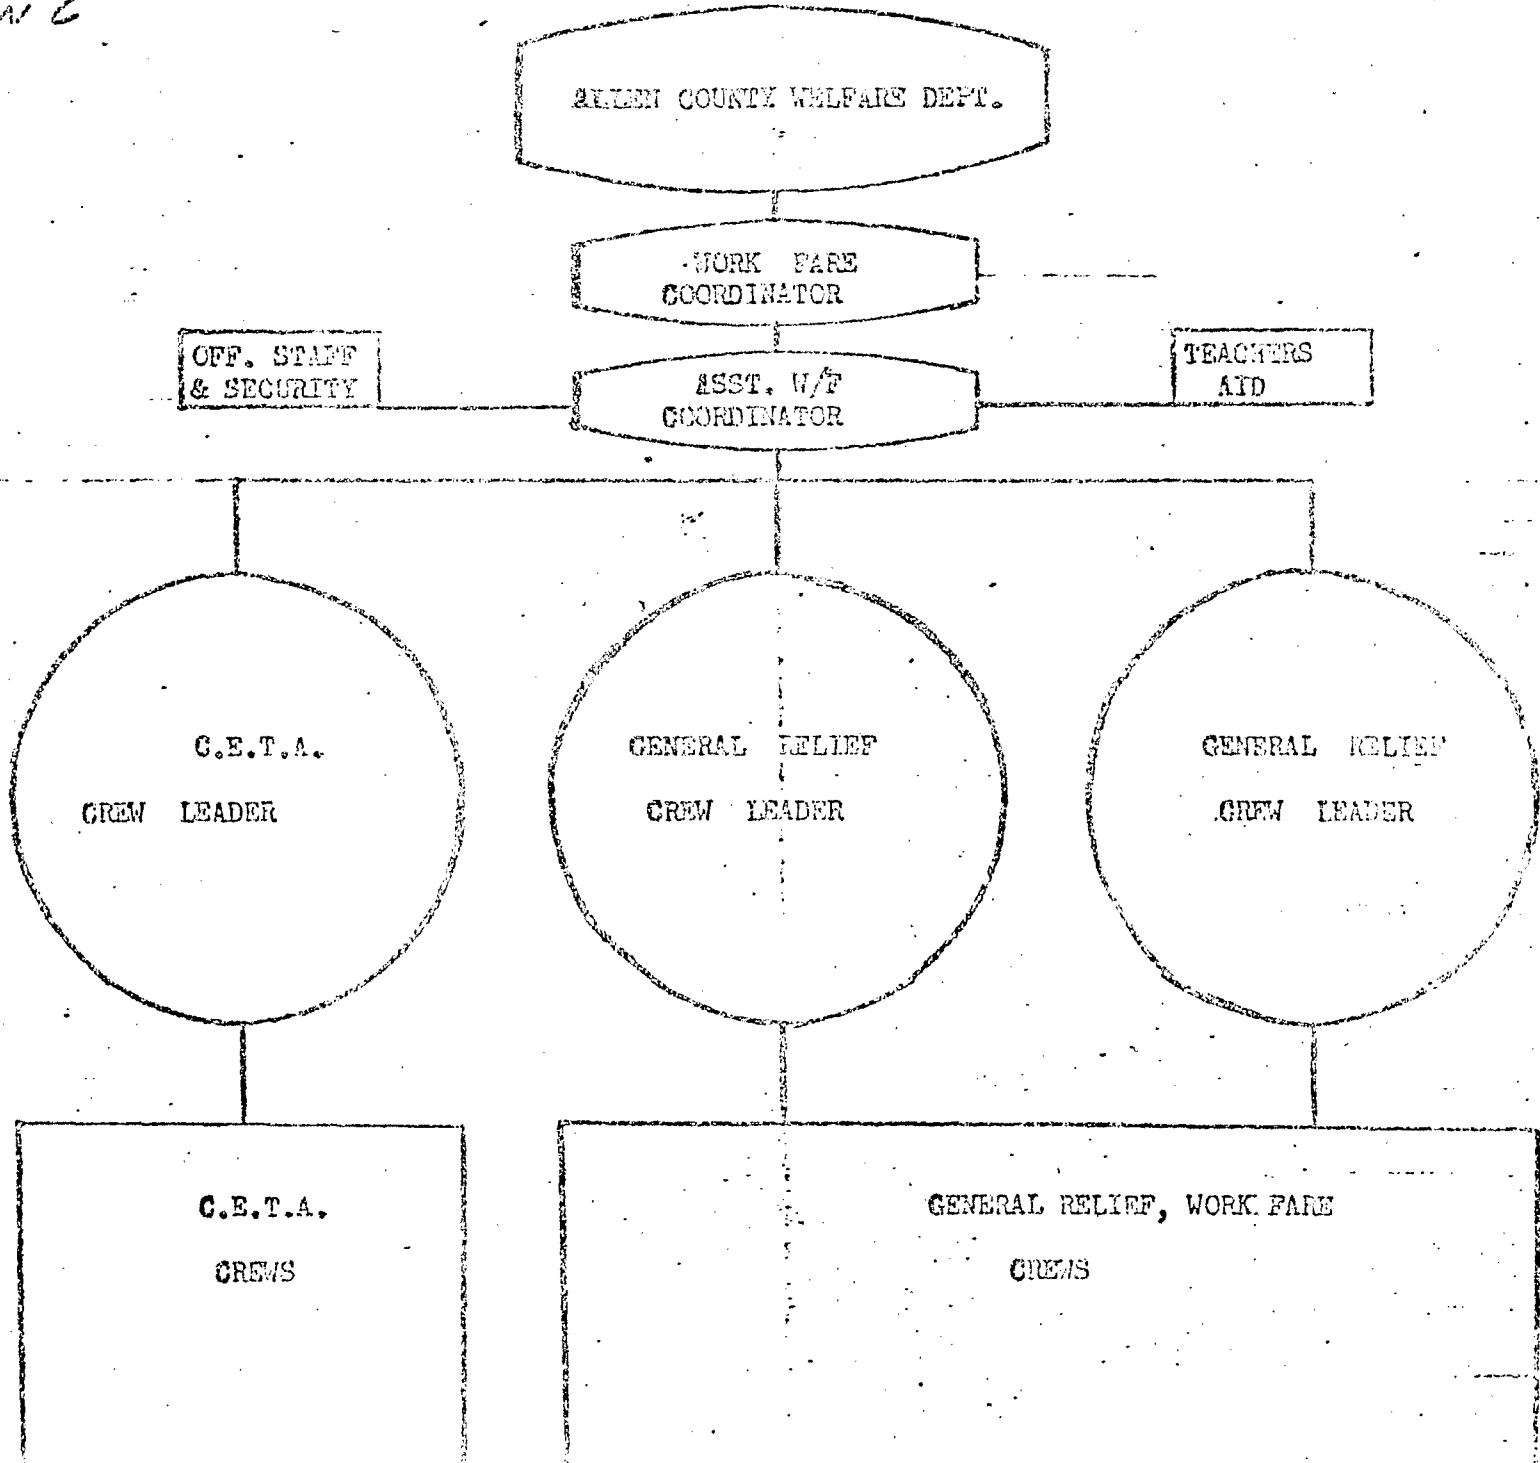 ALLEN COUNTY WELFARE DEPT.
WORK FARE
COORDINATOR
OFF. STAFF
& SECURITY
ASST. W/F
COORDINATOR
TEACHERS
AID
C.E.T.A.
CREW LEADER
GENERAL RELIEF
CREW LEADER
GENERAL RELIEF
CREW LEADER
C.E.T.A.
CREWS
GENERAL RELIEF, WORK FARE
CREWS